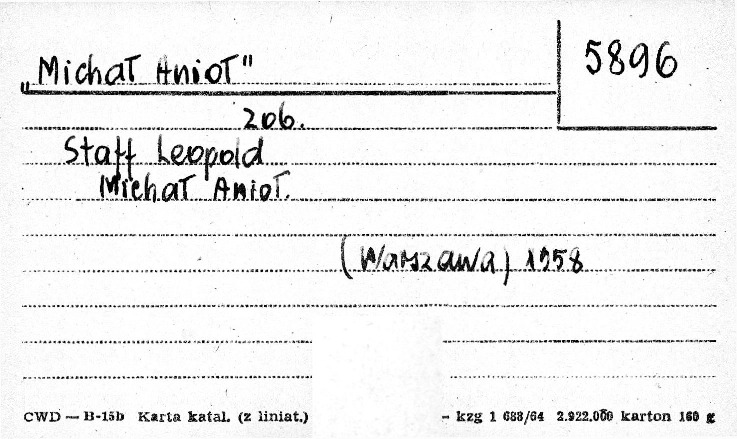 „Michał Anioł"
5896
zob.
Staff Leopold
Michał Anioł.
(Warszawa) 1958
CWD — B-15b Karta katal. (z liniat.)
- kzg 1 688/64 2.922.000 karton 160 g